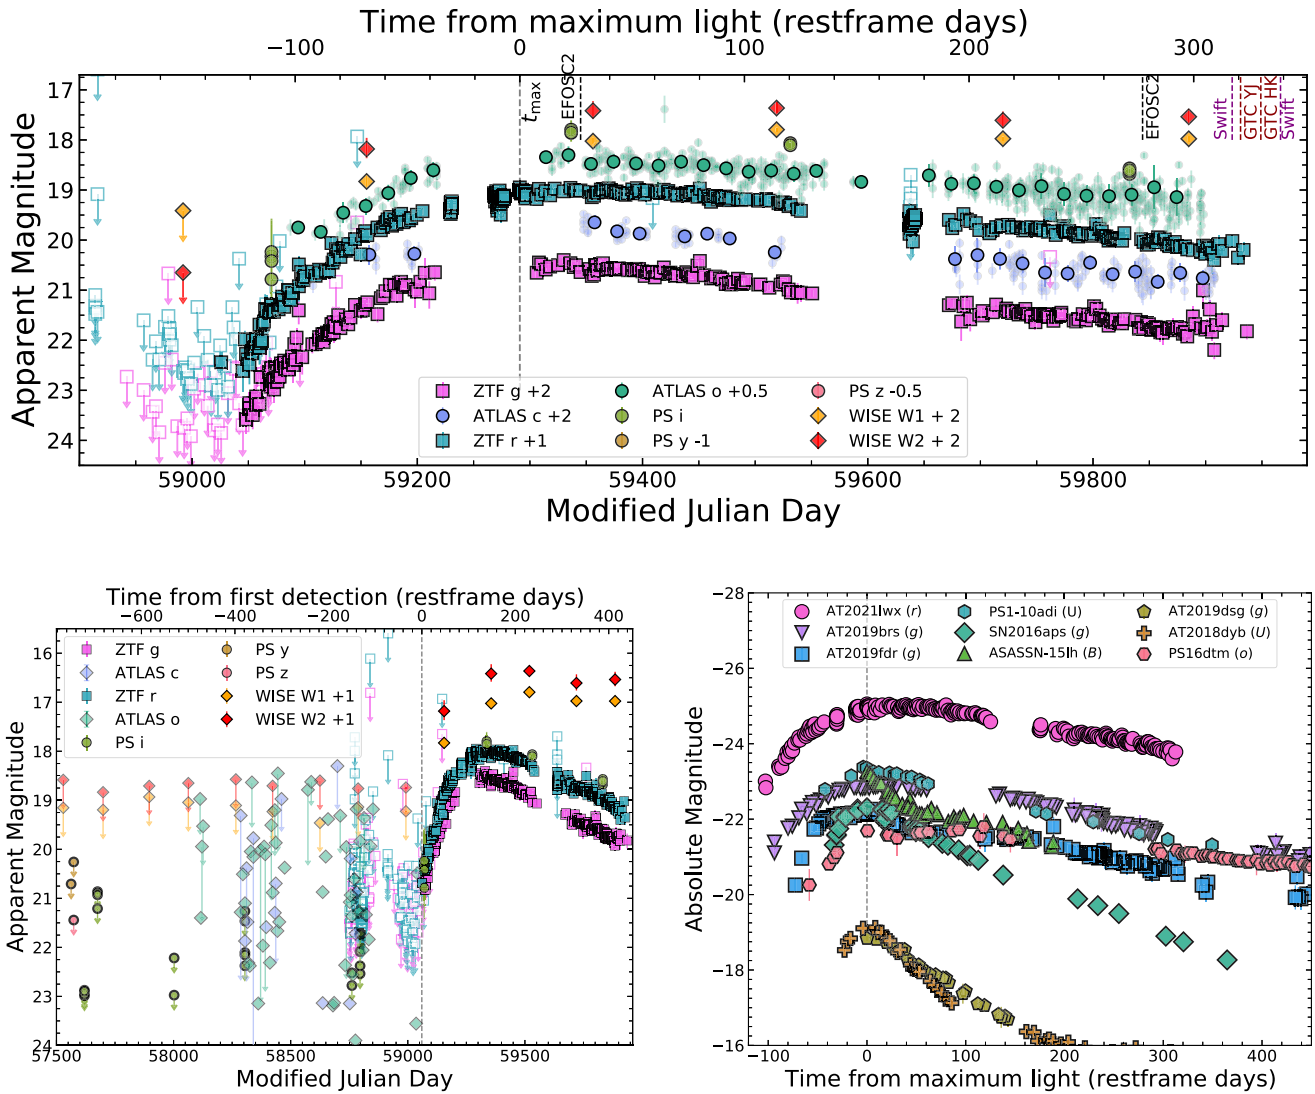 Time from maximum light (restframe days)
−100 0 100 200 300
17
18
19
20
21
22
23
24
Apparent Magnitude
t_max
EFOSC2
EFOSC2
Swift
GTC YJ
GTC HK
Swift
ZTF g +2
ATLAS c +2
ZTF r +1
ATLAS o +0.5
PS i
PS y -1
PS z -0.5
WISE W1 + 2
WISE W2 + 2
59000 59200 59400 59600 59800
Modified Julian Day
Time from first detection (restframe days)
−600 −400 −200 0 200 400
16
17
18
19
20
21
22
23
24
Apparent Magnitude
ZTF g
ATLAS c
ZTF r
ATLAS o
PS i
PS y
PS z
WISE W1 +1
WISE W2 +1
57500 58000 58500 59000 59500
Modified Julian Day
−28
−26
−24
−22
−20
−18
−16
Absolute Magnitude
AT2021lwx (r)
AT2019brs (g)
AT2019fdr (g)
PS1-10adi (U)
SN2016aps (g)
ASASSN-15lh (B)
AT2019dsg (g)
AT2018dyb (U)
PS16dtm (o)
−100 0 100 200 300 400
Time from maximum light (restframe days)